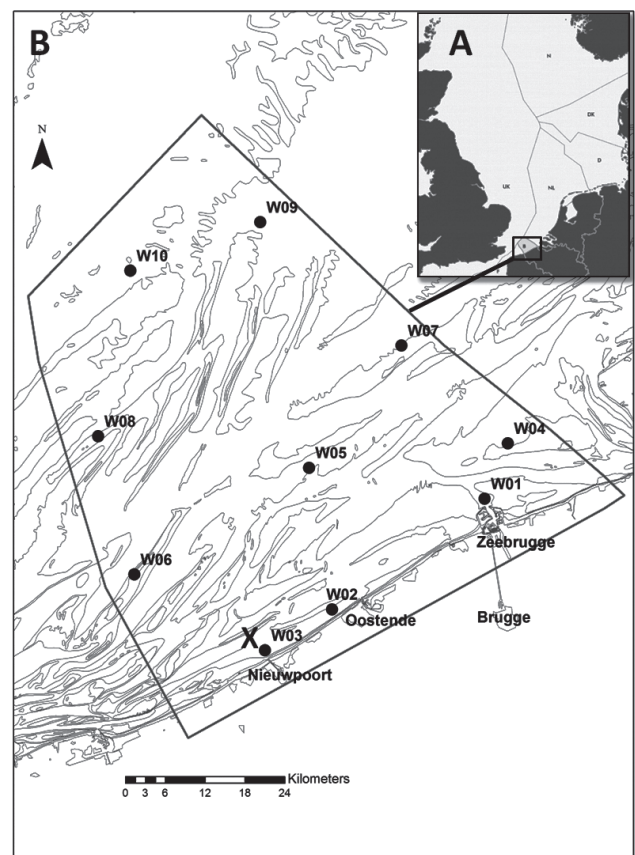 B
A
N
N
DK
D
UK
NL
B
W09
W10
W07
W08
W04
W05
W01
Zeebrugge
W06
W02
Oostende
Brugge
X W03
Nieuwpoort
Kilometers
0 3 6 12 18 24